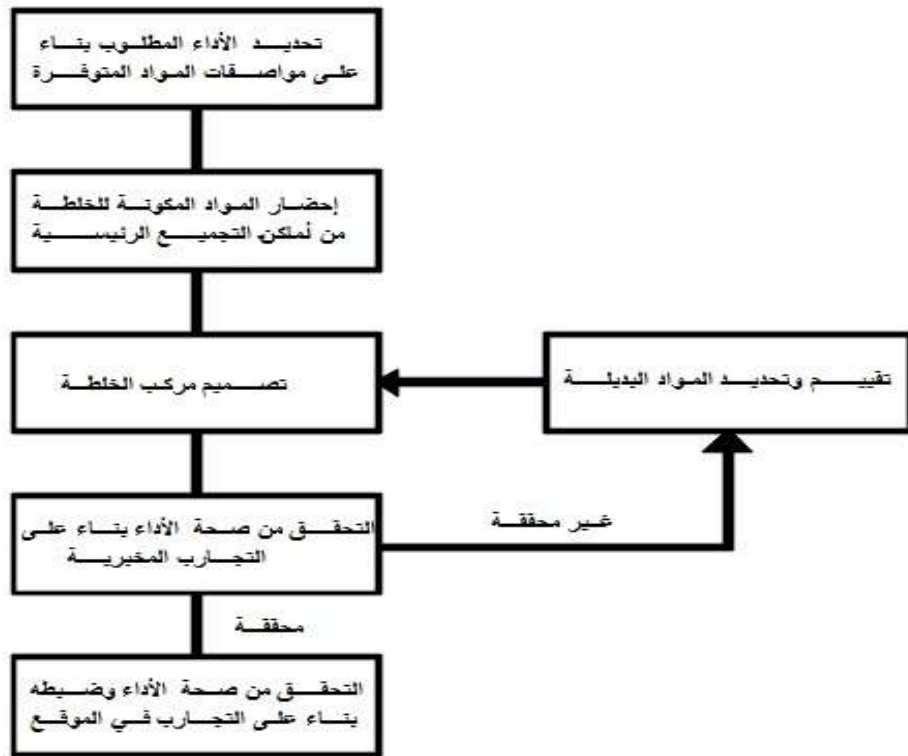 تحديد الأداء المطلوب بناء
على مواصفات المواد المتوفرة
إحضار المواد المكونة للخلطة
من أماكن التجميع الرئيسية
تصميم مركب الخلطة
تقييم وتحديد المواد البديلة
التحقق من صحة الأداء بناء على
التجارب المخبرية
غير محققة
محققة
التحقق من صحة الأداء وضبطه
بناء على التجارب في الموقع